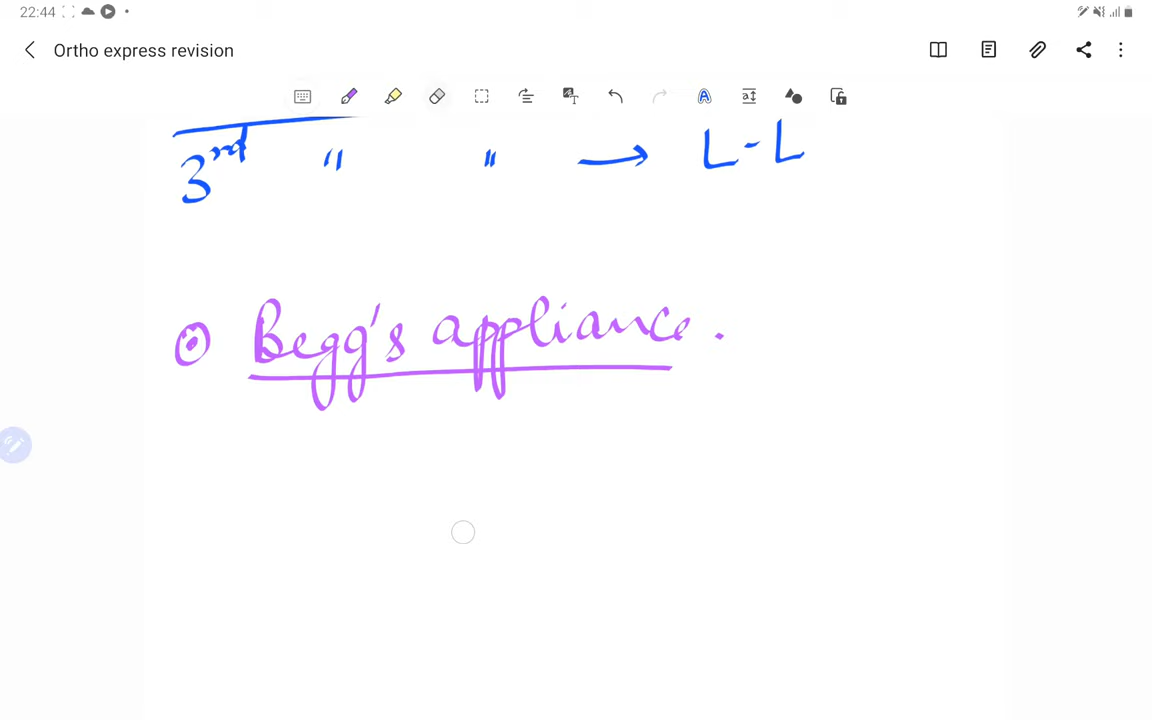 22:44
Ortho express revision
3rd " " → L-L
⊙ Begg's appliance.